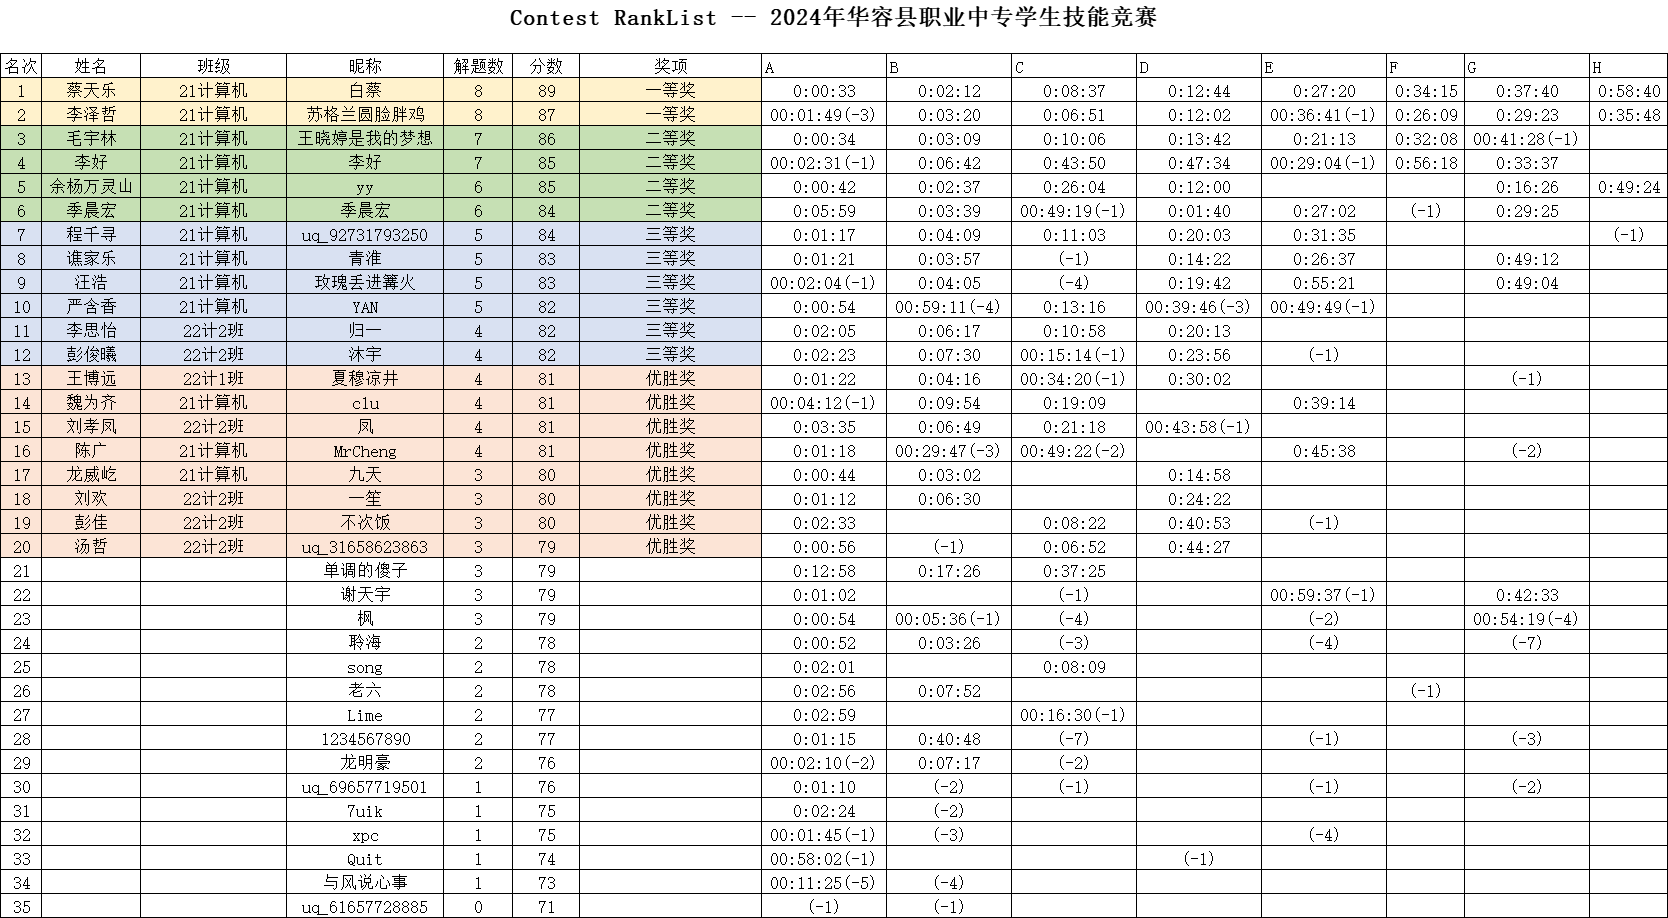 Contest RankList -- 2024年华容县职业中专学生技能竞赛
名次 姓名 班级 昵称 解题数 分数 奖项 A B C D E F G H
1 蔡天乐 21计算机 白蔡 8 89 一等奖 0:00:33 0:02:12 0:08:37 0:12:44 0:27:20 0:34:15 0:37:40 0:58:40
2 李泽哲 21计算机 苏格兰圆脸胖鸡 8 87 一等奖 00:01:49(-3) 0:03:20 0:06:51 0:12:02 00:36:41(-1) 0:26:09 0:29:23 0:35:48
3 毛宇林 21计算机 王晓婷是我的梦想 7 86 二等奖 0:00:34 0:03:09 0:10:06 0:13:42 0:21:13 0:32:08 00:41:28(-1)
4 李好 21计算机 李好 7 85 二等奖 00:02:31(-1) 0:06:42 0:43:50 0:47:34 00:29:04(-1) 0:56:18 0:33:37
5 余杨万灵山 21计算机 yy 6 85 二等奖 0:00:42 0:02:37 0:26:04 0:12:00 0:16:26 0:49:24
6 季晨宏 21计算机 季晨宏 6 84 二等奖 0:05:59 0:03:39 00:49:19(-1) 0:01:40 0:27:02 (-1) 0:29:25
7 程千寻 21计算机 uq_92731793250 5 84 三等奖 0:01:17 0:04:09 0:11:03 0:20:03 0:31:35 (-1)
8 谯家乐 21计算机 青淮 5 83 三等奖 0:01:21 0:03:57 (-1) 0:14:22 0:26:37 0:49:12
9 汪浩 21计算机 玫瑰丢进篝火 5 83 三等奖 00:02:04(-1) 0:04:05 (-4) 0:19:42 0:55:21 0:49:04
10 严含香 21计算机 YAN 5 82 三等奖 0:00:54 00:59:11(-4) 0:13:16 00:39:46(-3) 00:49:49(-1)
11 李思怡 22计2班 归一 4 82 三等奖 0:02:05 0:06:17 0:10:58 0:20:13
12 彭俊曦 22计2班 沐宇 4 82 三等奖 0:02:23 0:07:30 00:15:14(-1) 0:23:56 (-1)
13 王博远 22计1班 夏穆凉井 4 81 优胜奖 0:01:22 0:04:16 00:34:20(-1) 0:30:02 (-1)
14 魏为齐 21计算机 clu 4 81 优胜奖 00:04:12(-1) 0:09:54 0:19:09 0:39:14
15 刘孝凤 22计2班 凤 4 81 优胜奖 0:03:35 0:06:49 0:21:18 00:43:58(-1)
16 陈广 21计算机 MrCheng 4 81 优胜奖 0:01:18 00:29:47(-3) 00:49:22(-2) 0:45:38 (-2)
17 龙威屹 21计算机 九天 3 80 优胜奖 0:00:44 0:03:02 0:14:58
18 刘欢 22计2班 一笙 3 80 优胜奖 0:01:12 0:06:30 0:24:22
19 彭佳 22计2班 不次饭 3 80 优胜奖 0:02:33 0:08:22 0:40:53 (-1)
20 汤哲 22计2班 uq_31658623863 3 79 优胜奖 0:00:56 (-1) 0:06:52 0:44:27
21 单调的傻子 3 79 0:12:58 0:17:26 0:37:25
22 谢天宇 3 79 0:01:02 (-1) 00:59:37(-1) 0:42:33
23 枫 3 79 0:00:54 00:05:36(-1) (-4) (-2) 00:54:19(-4)
24 聆海 2 78 0:00:52 0:03:26 (-3) (-4) (-7)
25 song 2 78 0:02:01 0:08:09
26 老六 2 78 0:02:56 0:07:52 (-1)
27 Lime 2 77 0:02:59 00:16:30(-1)
28 1234567890 2 77 0:01:15 0:40:48 (-7) (-1) (-3)
29 龙明豪 2 76 00:02:10(-2) 0:07:17 (-2)
30 uq_69657719501 1 76 0:01:10 (-2) (-1) (-1) (-2)
31 7uik 1 75 0:02:24 (-2)
32 xpc 1 75 00:01:45(-1) (-3) (-4)
33 Quit 1 74 00:58:02(-1) (-1)
34 与风说心事 1 73 00:11:25(-5) (-4)
35 uq_61657728885 0 71 (-1) (-1)